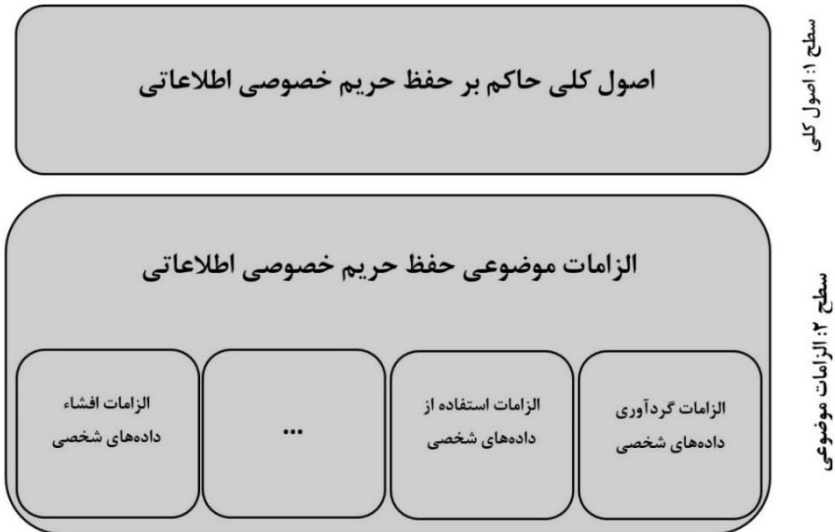 سطح ۱: اصول کلی
اصول کلی حاکم بر حفظ حریم خصوصی اطلاعاتی
سطح ۲: الزامات موضوعی
الزامات موضوعی حفظ حریم خصوصی اطلاعاتی
الزامات گردآوری
داده‌های شخصی
الزامات استفاده از
داده‌های شخصی
...
الزامات افشاء
داده‌های شخصی